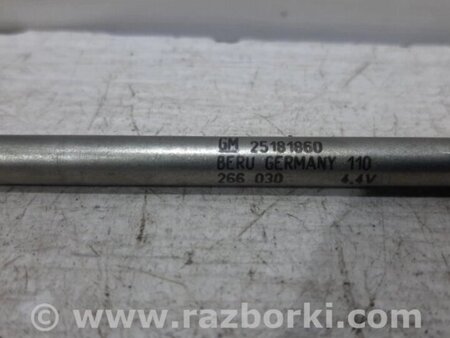 GM 25181860
BERU GERMANY 110
266 030 4.4V
© www.razborki.com